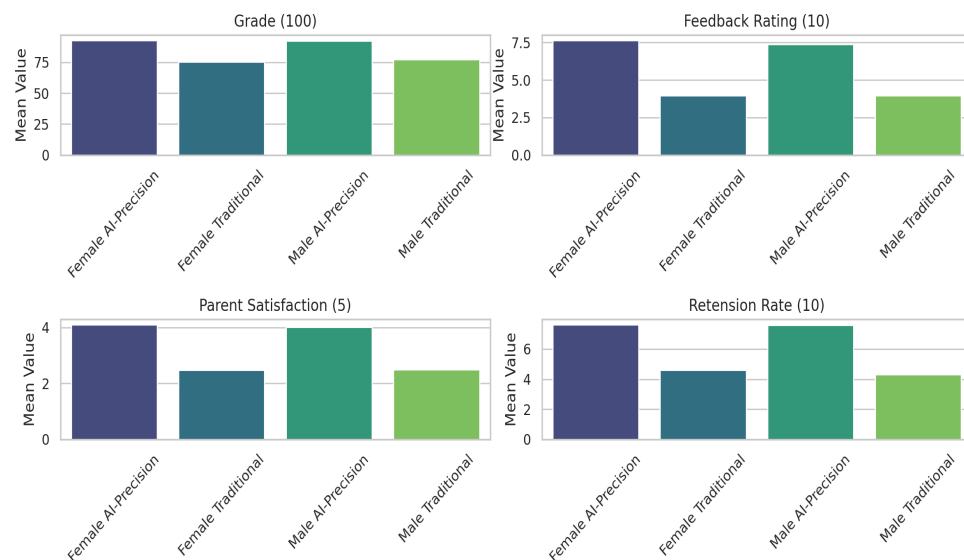 Grade (100)
Mean Value
75
50
25
0
Female AI-Precision
Female Traditional
Male AI-Precision
Male Traditional
Feedback Rating (10)
Mean Value
7.5
5.0
2.5
0.0
Female AI-Precision
Female Traditional
Male AI-Precision
Male Traditional
Parent Satisfaction (5)
Mean Value
4
2
0
Female AI-Precision
Female Traditional
Male AI-Precision
Male Traditional
Retension Rate (10)
Mean Value
6
4
2
0
Female AI-Precision
Female Traditional
Male AI-Precision
Male Traditional